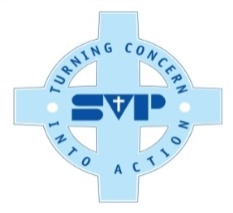 TURNING CONCERN
SVP
INTO ACTION